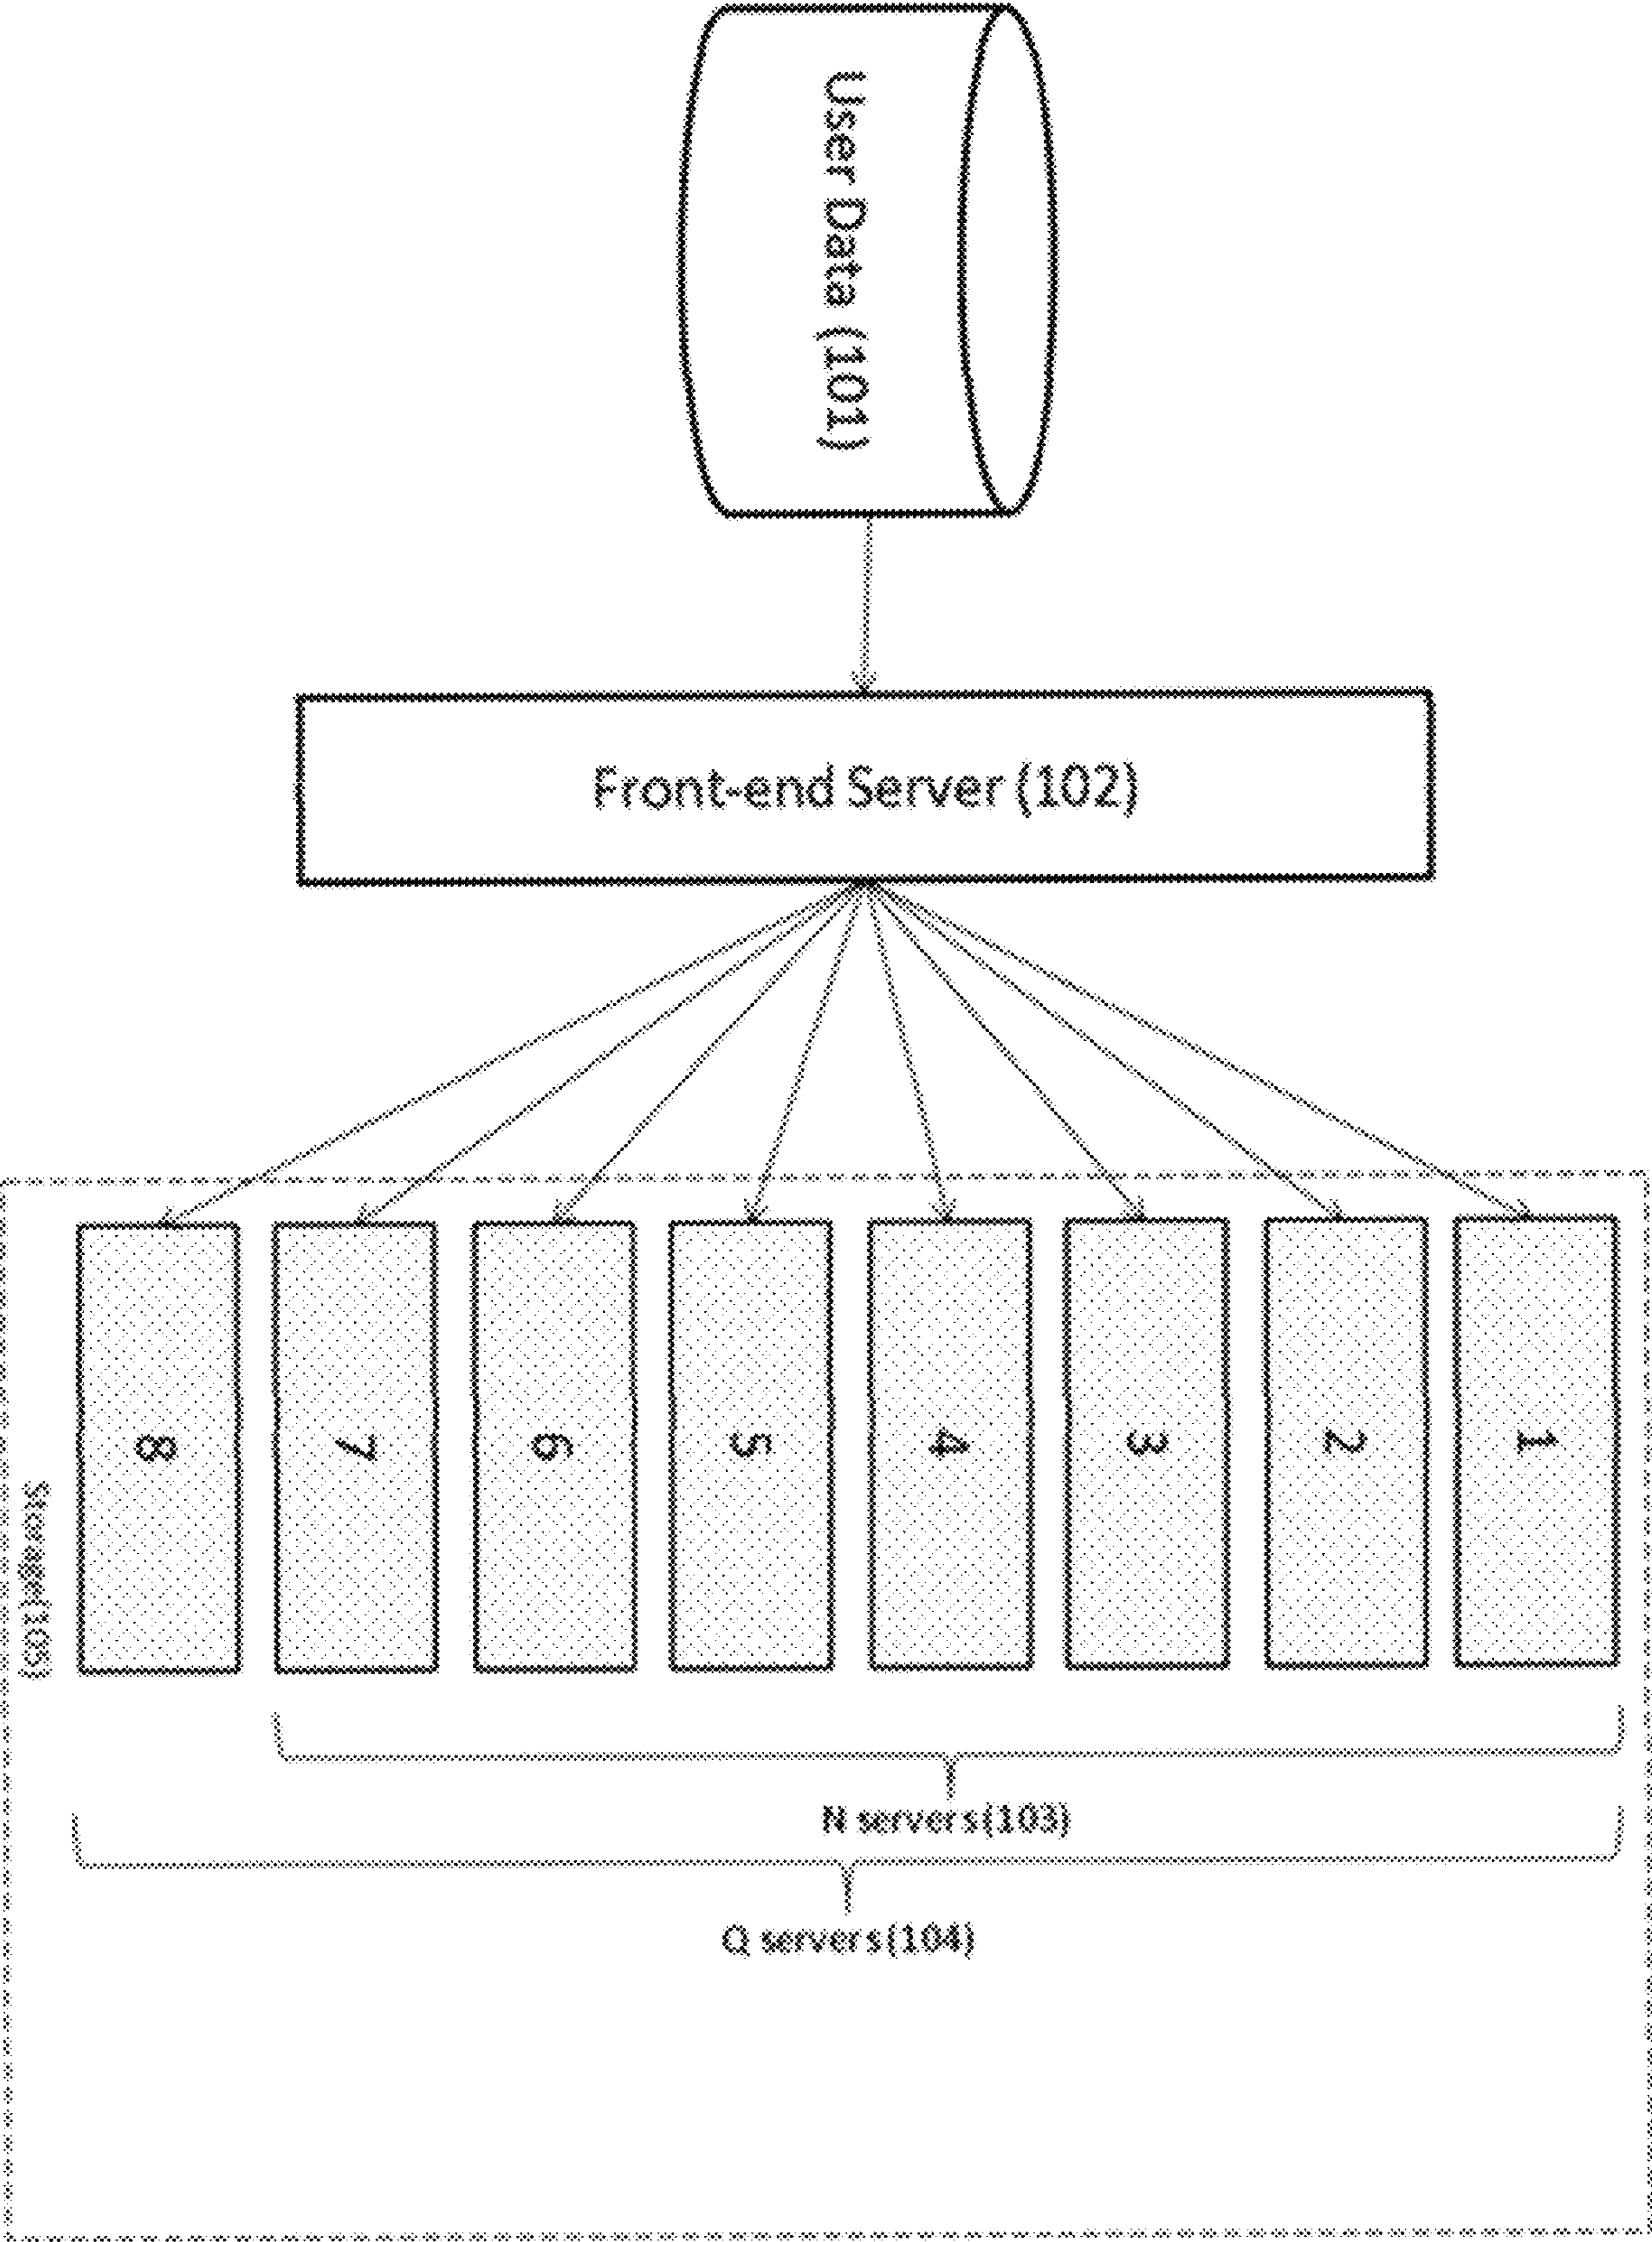 User Data (101)
Front-end Server (102)
8
7
6
5
4
3
2
1
Storage(105)
N servers(103)
Q servers(104)